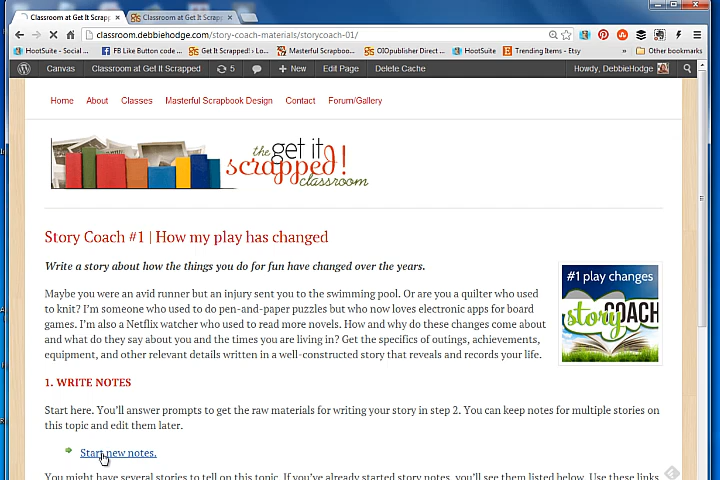 Classroom at Get It Scrapp
Classroom at Get It Scrapp
classroom.debbiehodge.com/story-coach-materials/storycoach-01/
HootSuite - Social ...
FB Like Button code ...
Get It Scrapped! ‹ Lo...
Masterful Scrapboo...
OIOpublisher Direct ...
HootSuite
Trending Items - Etsy
Other bookmarks
Canvas
Classroom at Get It Scrapped
5
New
Edit Page
Delete Cache
Howdy, DebbieHodge
Home
About
Classes
Masterful Scrapbook Design
Contact
Forum/Gallery
the get it
scrapped!
classroom
Story Coach #1 | How my play has changed
Write a story about how the things you do for fun have changed over the years.
#1 play changes
story COACH
Maybe you were an avid runner but an injury sent you to the swimming pool. Or are you a quilter who used
to knit? I'm someone who used to do pen-and-paper puzzles but who now loves electronic apps for board
games. I'm also a Netflix watcher who used to read more novels. How and why do these changes come about
and what do they say about you and the times you are living in? Get the specifics of outings, achievements,
equipment, and other relevant details written in a well-constructed story that reveals and records your life.
1. WRITE NOTES
Start here. You'll answer prompts to get the raw materials for writing your story in step 2. You can keep notes for multiple stories on
this topic and edit them later.
Start new notes.
You might have several stories to tell on this topic. If you've already started story notes, you'll see them listed below. Use these links